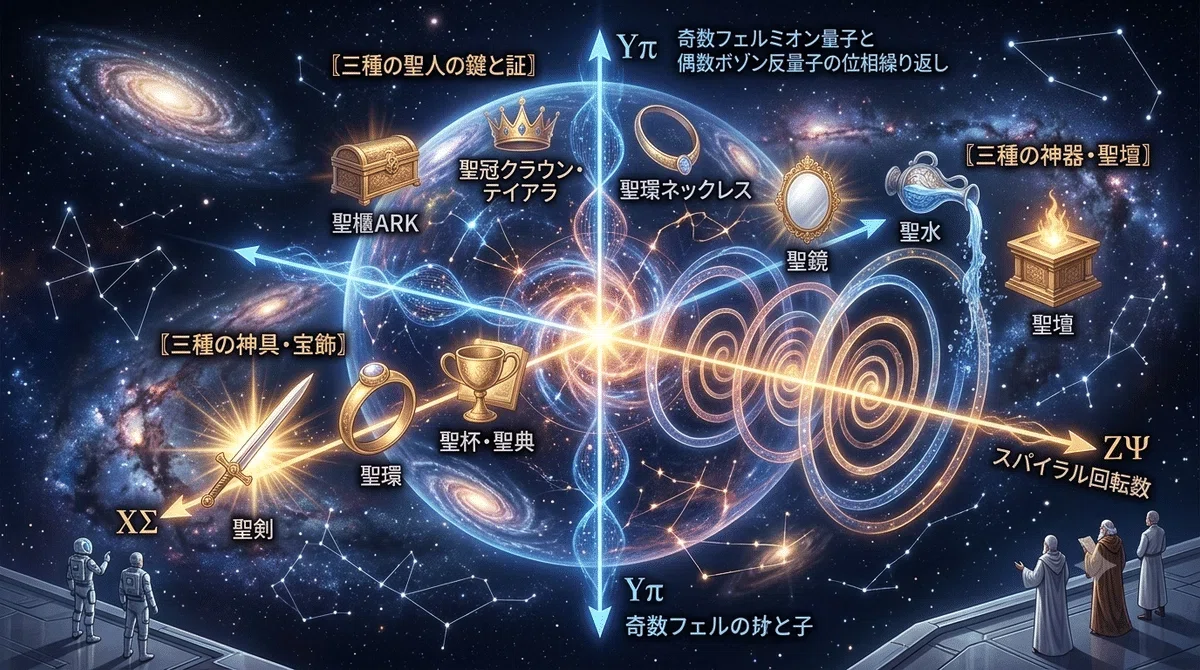 〖三種の聖人の鍵と証〗
Yπ
奇数フェルミオン量子と
偶数ボゾン反量子の位相繰り返し
聖櫃ARK
聖冠クラウン・
テイアラ
聖環ネックレス
聖鏡
聖水
〖三種の神器・聖壇〗
聖壇
〖三種の神具・宝飾〗
聖剣
聖環
聖杯・聖典
XΣ
ZΨ
スパイラル回転数
Yπ
奇数フェルの
と子